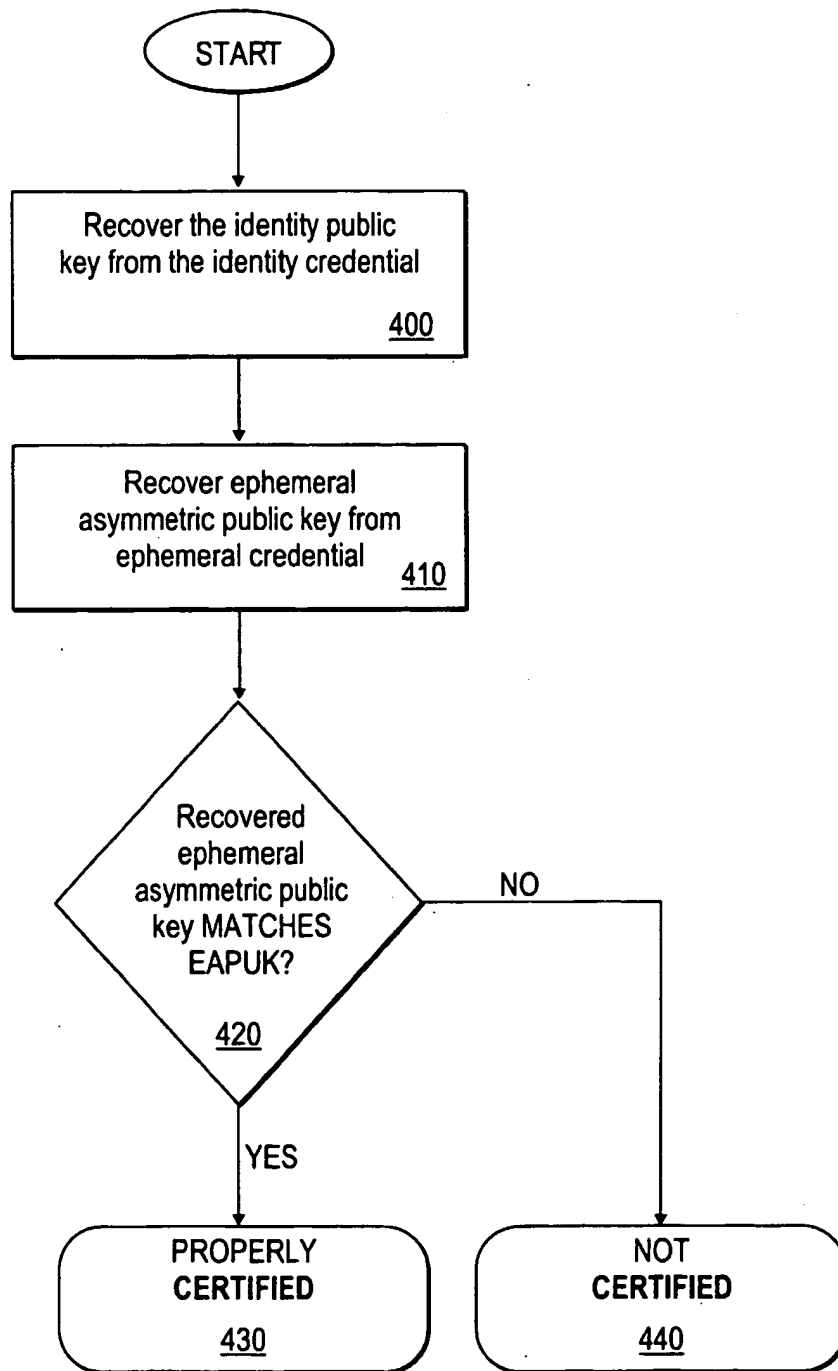 START
Recover the identity public
key from the identity credential
400
Recover ephemeral
asymmetric public key from
ephemeral credential
410
Recovered
ephemeral
asymmetric public
key MATCHES
EAPUK?
420
NO
YES
PROPERLY
CERTIFIED
430
NOT
CERTIFIED
440